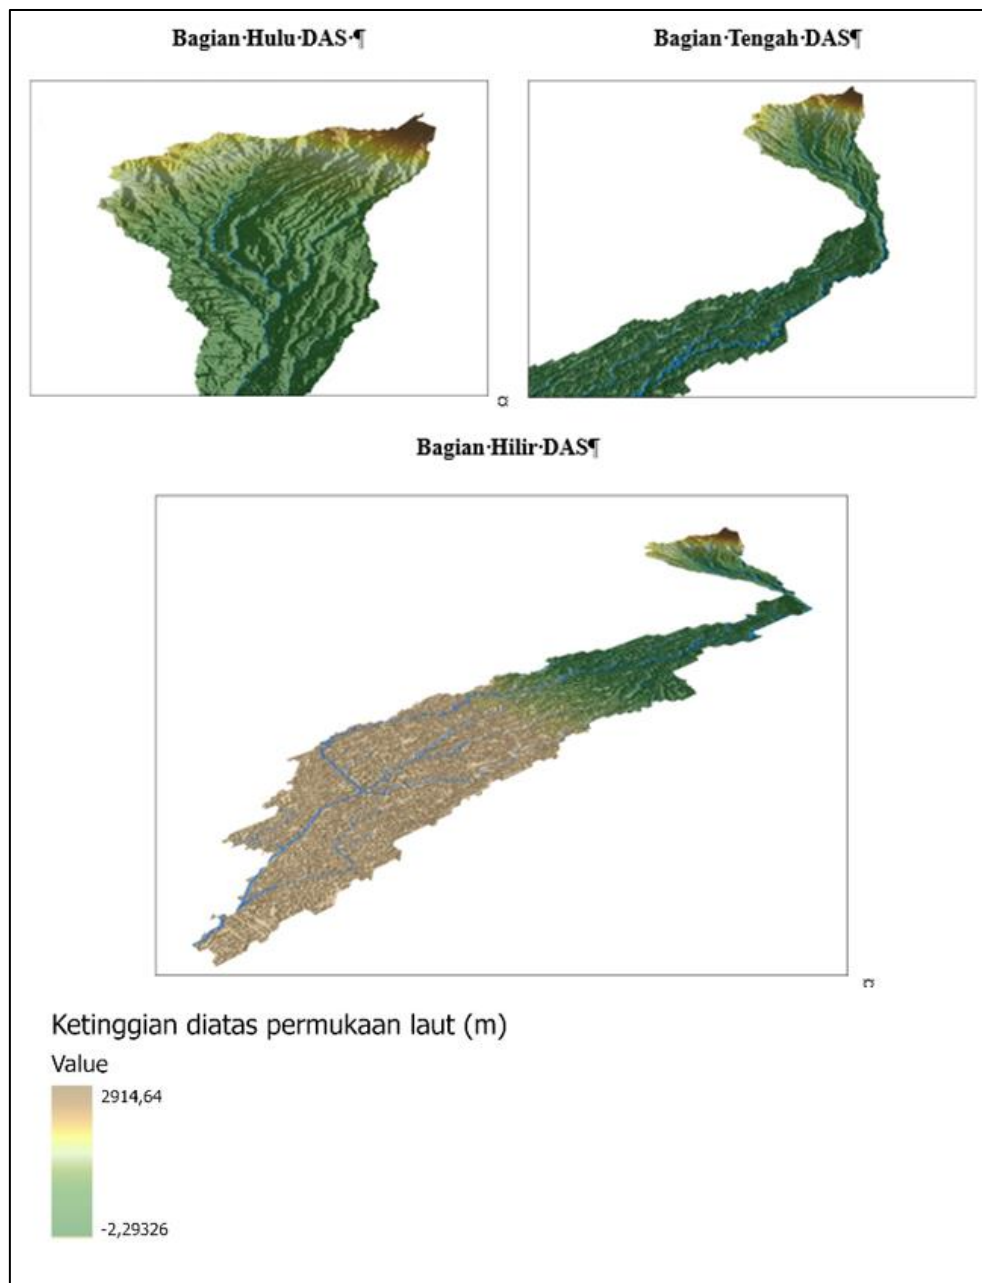 Bagian·Hulu·DAS·¶
Bagian·Tengah·DAS¶
¤
Bagian·Hilir·DAS¶
¤
Ketinggian diatas permukaan laut (m)
Value
2914,64
-2,29326